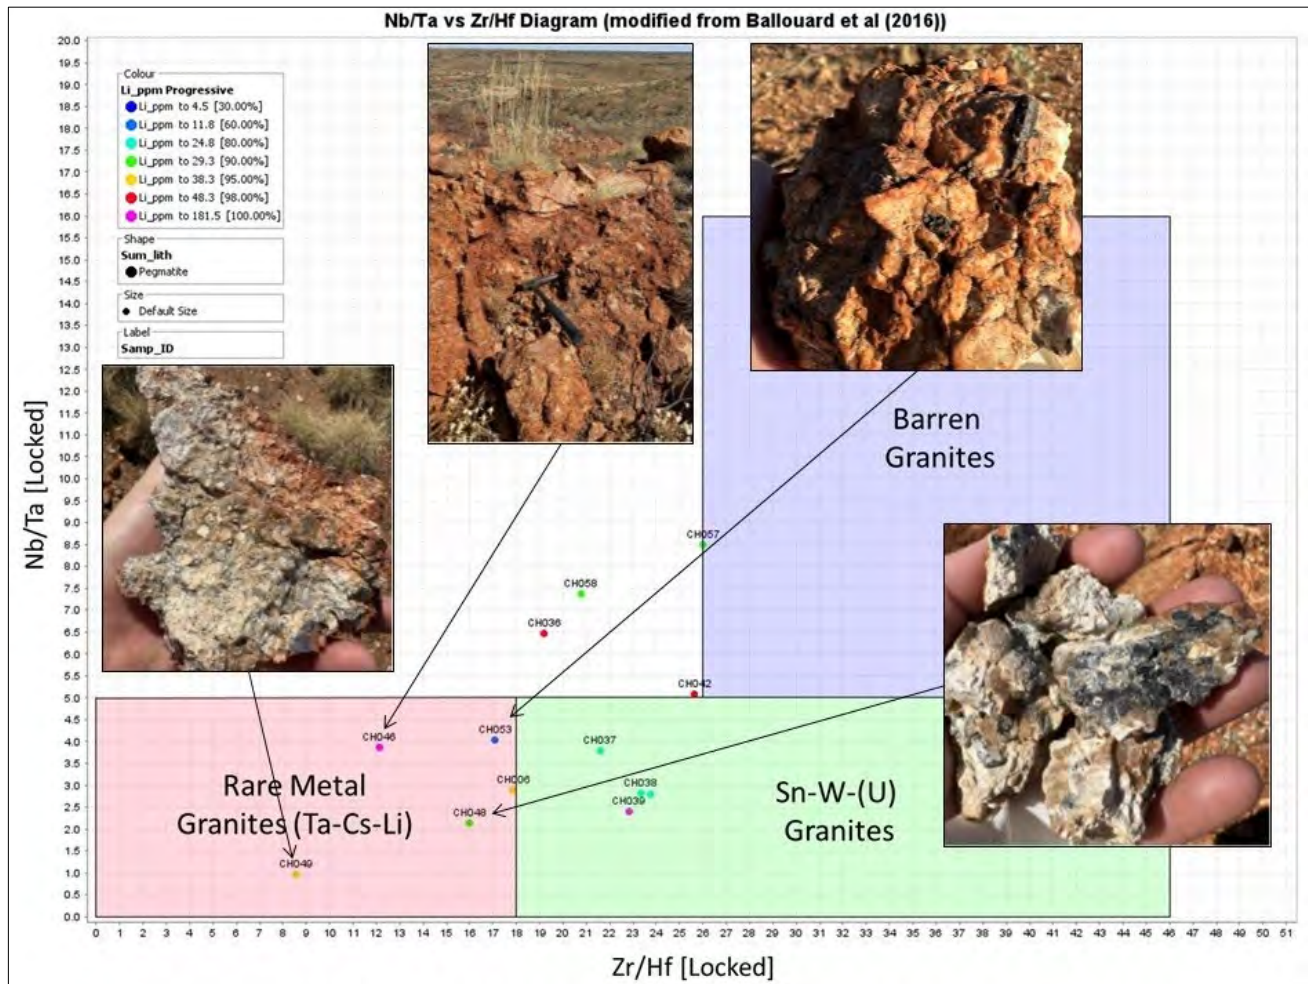 Nb/Ta vs Zr/Hf Diagram (modified from Ballouard et al (2016))
20.0
19.5
19.0
18.5
18.0
17.5
17.0
16.5
16.0
15.5
15.0
14.5
14.0
13.5
13.0
12.5
12.0
11.5
11.0
10.5
10.0
9.5
9.0
8.5
8.0
7.5
7.0
6.5
6.0
5.5
5.0
4.5
4.0
3.5
3.0
2.5
2.0
1.5
1.0
0.5
0.0
Nb/Ta [Locked]
Colour
Li_ppm Progressive
Li_ppm to 4.5 [30.00%]
Li_ppm to 11.8 [60.00%]
Li_ppm to 24.8 [80.00%]
Li_ppm to 29.3 [90.00%]
Li_ppm to 38.3 [95.00%]
Li_ppm to 48.3 [98.00%]
Li_ppm to 181.5 [100.00%]
Shape
Sum_lith
Pegmatite
Size
Default Size
Label
Samp_ID
Barren
Granites
CH057
CH058
CH036
CH042
CH046
CH053
CH037
CH006
CH038
CH039
CH048
CH049
Rare Metal
Granites (Ta-Cs-Li)
Sn-W-(U)
Granites
0 1 2 3 4 5 6 7 8 9 10 11 12 13 14 15 16 17 18 19 20 21 22 23 24 25 26 27 28 29 30 31 32 33 34 35 36 37 38 39 40 41 42 43 44 45 46 47 48 49 50 51
Zr/Hf [Locked]